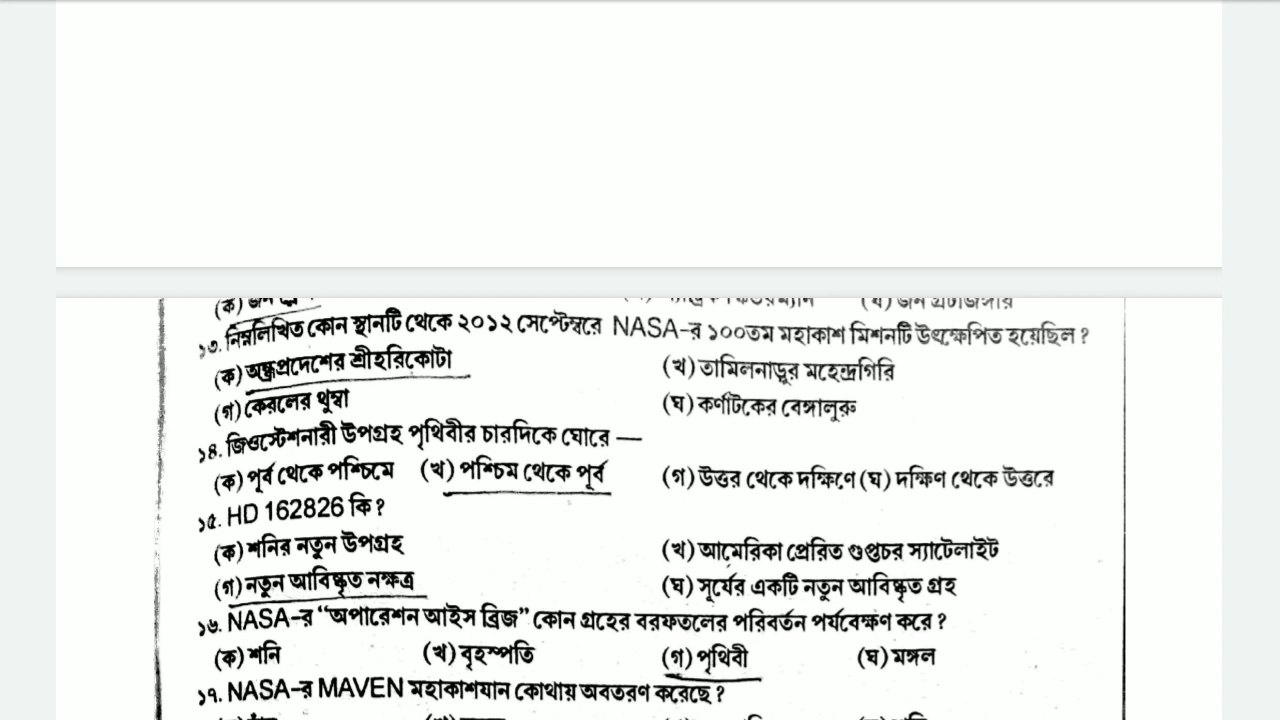 (ক)
১৩. নিম্নলিখিত কোন স্থানটি থেকে ২০১২ সেপ্টেম্বরে NASA-র ১০০তম মহাকাশ মিশনটি উৎক্ষেপিত হয়েছিল ?
(ক) অন্ধ্রপ্রদেশের শ্রীহরিকোটা (খ) তামিলনাড়ুর মহেন্দ্রগিরি
(গ) কেরলের থুম্বা (ঘ) কর্ণাটকের বেঙ্গালুরু
১৪. জিওস্টেশনারী উপগ্রহ পৃথিবীর চারদিকে ঘোরে —
(ক) পূর্ব থেকে পশ্চিমে (খ) পশ্চিম থেকে পূর্ব (গ) উত্তর থেকে দক্ষিণে (ঘ) দক্ষিণ থেকে উত্তরে
১৫. HD 162826 কি ?
(ক) শনির নতুন উপগ্রহ (খ) আমেরিকা প্রেরিত গুপ্তচর স্যাটেলাইট
(গ) নতুন আবিষ্কৃত নক্ষত্র (ঘ) সূর্যের একটি নতুন আবিষ্কৃত গ্রহ
১৬. NASA-র “অপারেশন আইস ব্রিজ” কোন গ্রহের বরফতলের পরিবর্তন পর্যবেক্ষণ করে ?
(ক) শনি (খ) বৃহস্পতি (গ) পৃথিবী (ঘ) মঙ্গল
১৭. NASA-র MAVEN মহাকাশযান কোথায় অবতরণ করেছে ?